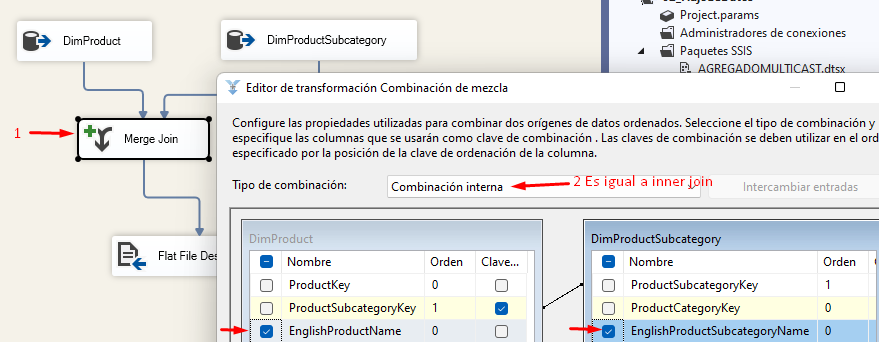 DimProduct
DimProductSubcategory
Project.params
Administradores de conexiones
Paquetes SSIS
AGREGADOMULTICAST.dtsx
1
Merge Join
Flat File Des
Editor de transformación Combinación de mezcla
Configure las propiedades utilizadas para combinar dos orígenes de datos ordenados. Seleccione el tipo de combinación y
especifique las columnas que se usarán como clave de combinación . Las claves de combinación se deben utilizar en el ord
especificado por la posición de la clave de ordenación de la columna.
Tipo de combinación:
Combinación interna
2 Es igual a inner join
Intercambiar entradas
DimProduct
Nombre Orden Clave...
ProductKey 0
ProductSubcategoryKey 1
EnglishProductName 0
DimProductSubcategory
Nombre Orden
ProductSubcategoryKey 1
ProductCategoryKey 0
EnglishProductSubcategoryName 0